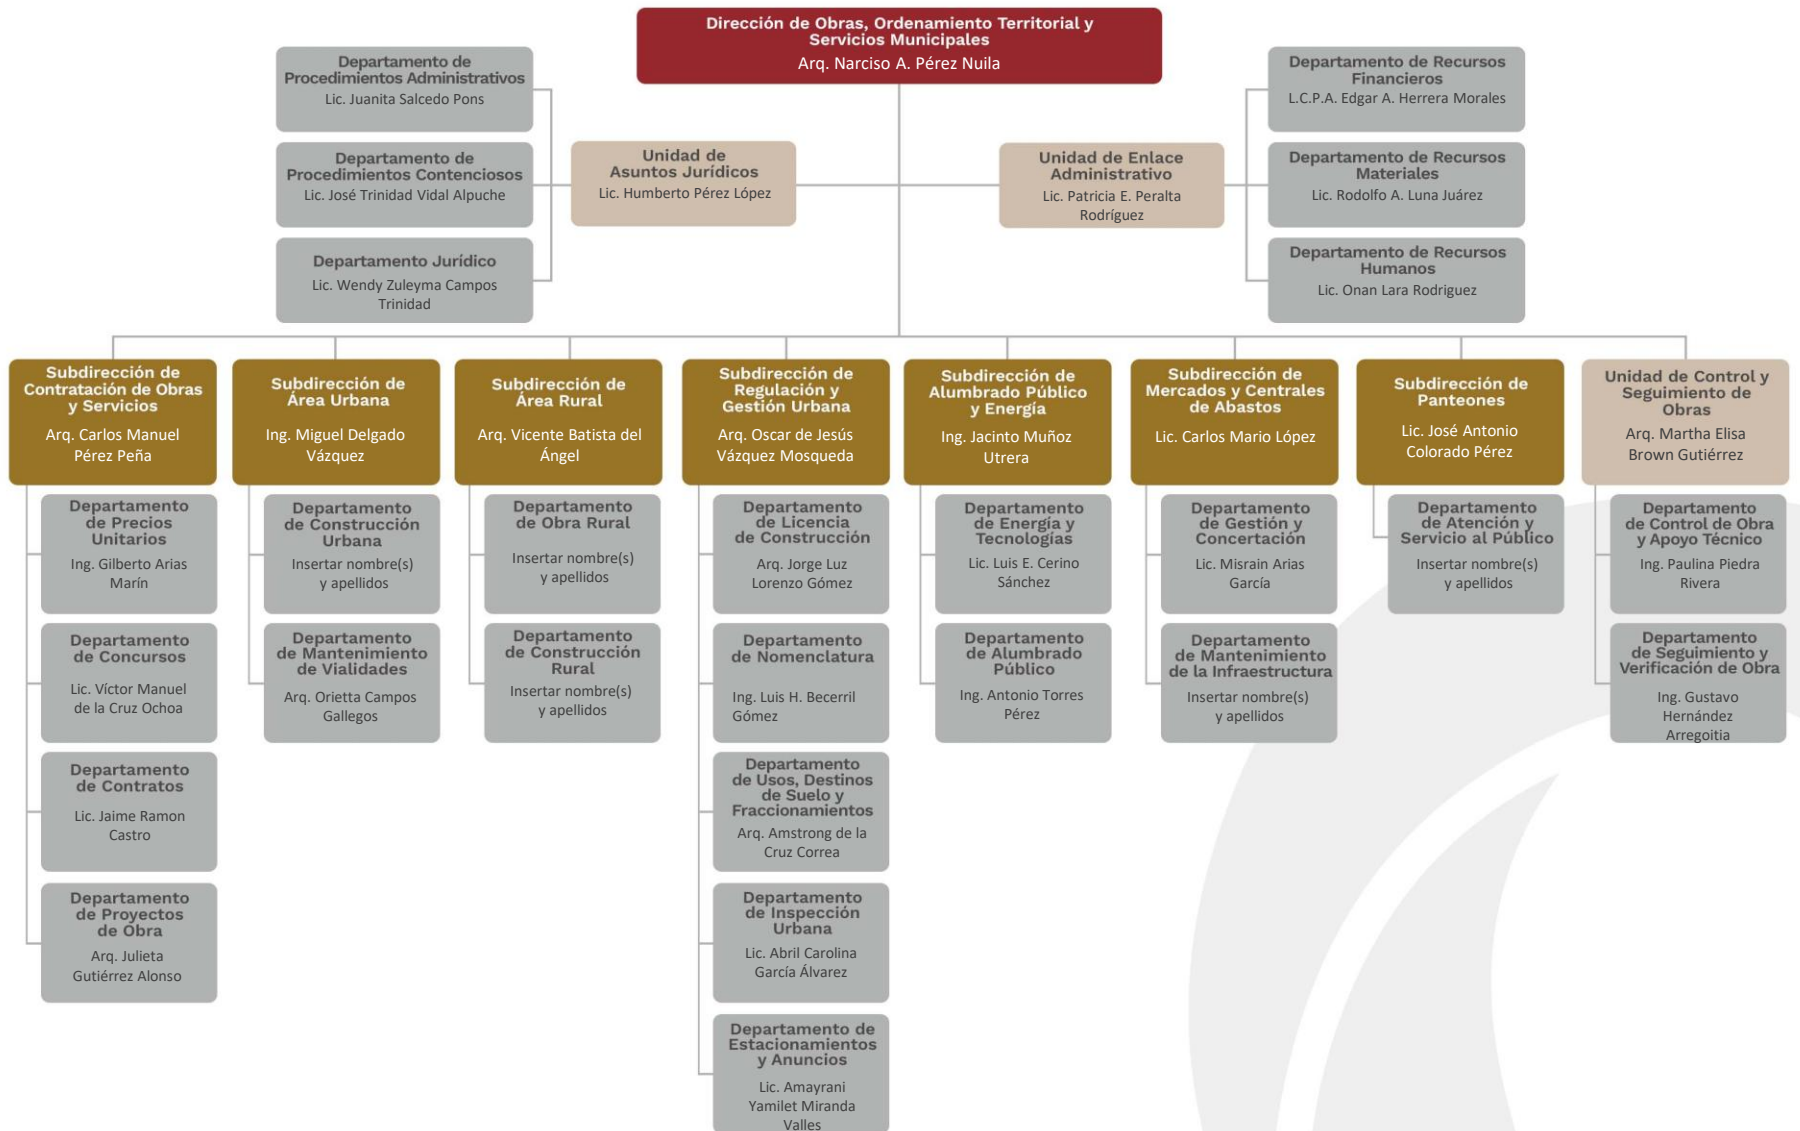 Dirección de Obras, Ordenamiento Territorial y
Servicios Municipales
Arq. Narciso A. Pérez Nuila
Departamento de
Procedimientos Administrativos
Lic. Juanita Salcedo Pons
Departamento de
Procedimientos Contenciosos
Lic. José Trinidad Vidal Alpuche
Departamento Jurídico
Lic. Wendy Zuleyma Campos
Trinidad
Unidad de
Asuntos Jurídicos
Lic. Humberto Pérez López
Unidad de Enlace
Administrativo
Lic. Patricia E. Peralta
Rodríguez
Departamento de Recursos
Financieros
L.C.P.A. Edgar A. Herrera Morales
Departamento de Recursos
Materiales
Lic. Rodolfo A. Luna Juárez
Departamento de Recursos
Humanos
Lic. Onan Lara Rodriguez
Subdirección de
Contratación de Obras
y Servicios
Arq. Carlos Manuel
Pérez Peña
Departamento
de Precios
Unitarios
Ing. Gilberto Arias
Marín
Departamento
de Concursos
Lic. Víctor Manuel
de la Cruz Ochoa
Departamento
de Contratos
Lic. Jaime Ramon
Castro
Departamento
de Proyectos
de Obra
Arq. Julieta
Gutiérrez Alonso
Subdirección de
Área Urbana
Ing. Miguel Delgado
Vázquez
Departamento
de Construcción
Urbana
Insertar nombre(s)
y apellidos
Departamento
de Mantenimiento
de Vialidades
Arq. Orietta Campos
Gallegos
Subdirección de
Área Rural
Arq. Vicente Batista del
Ángel
Departamento
de Obra Rural
Insertar nombre(s)
y apellidos
Departamento
de Construcción
Rural
Insertar nombre(s)
y apellidos
Subdirección de
Regulación y
Gestión Urbana
Arq. Oscar de Jesús
Vázquez Mosqueda
Departamento
de Licencia
de Construcción
Arq. Jorge Luz
Lorenzo Gómez
Departamento
de Nomenclatura
Ing. Luis H. Becerril
Gómez
Departamento
de Usos, Destinos
de Suelo y
Fraccionamientos
Arq. Amstrong de la
Cruz Correa
Departamento
de Inspección
Urbana
Lic. Abril Carolina
García Álvarez
Departamento de
Estacionamientos
y Anuncios
Lic. Amayrani
Yamilet Miranda
Valles
Subdirección de
Alumbrado Público
y Energía
Ing. Jacinto Muñoz
Utrera
Departamento
de Energía y
Tecnologías
Lic. Luis E. Cerino
Sánchez
Departamento
de Alumbrado
Público
Ing. Antonio Torres
Pérez
Subdirección de
Mercados y Centrales
de Abastos
Lic. Carlos Mario López
Departamento
de Gestión y
Concertación
Lic. Misrain Arias
García
Departamento
de Mantenimiento
de la Infraestructura
Insertar nombre(s)
y apellidos
Subdirección de
Panteones
Lic. José Antonio
Colorado Pérez
Departamento
de Atención y
Servicio al Público
Insertar nombre(s)
y apellidos
Unidad de Control y
Seguimiento de
Obras
Arq. Martha Elisa
Brown Gutiérrez
Departamento
de Control de Obra
y Apoyo Técnico
Ing. Paulina Piedra
Rivera
Departamento
de Seguimiento y
Verificación de Obra
Ing. Gustavo
Hernández
Arregoitia